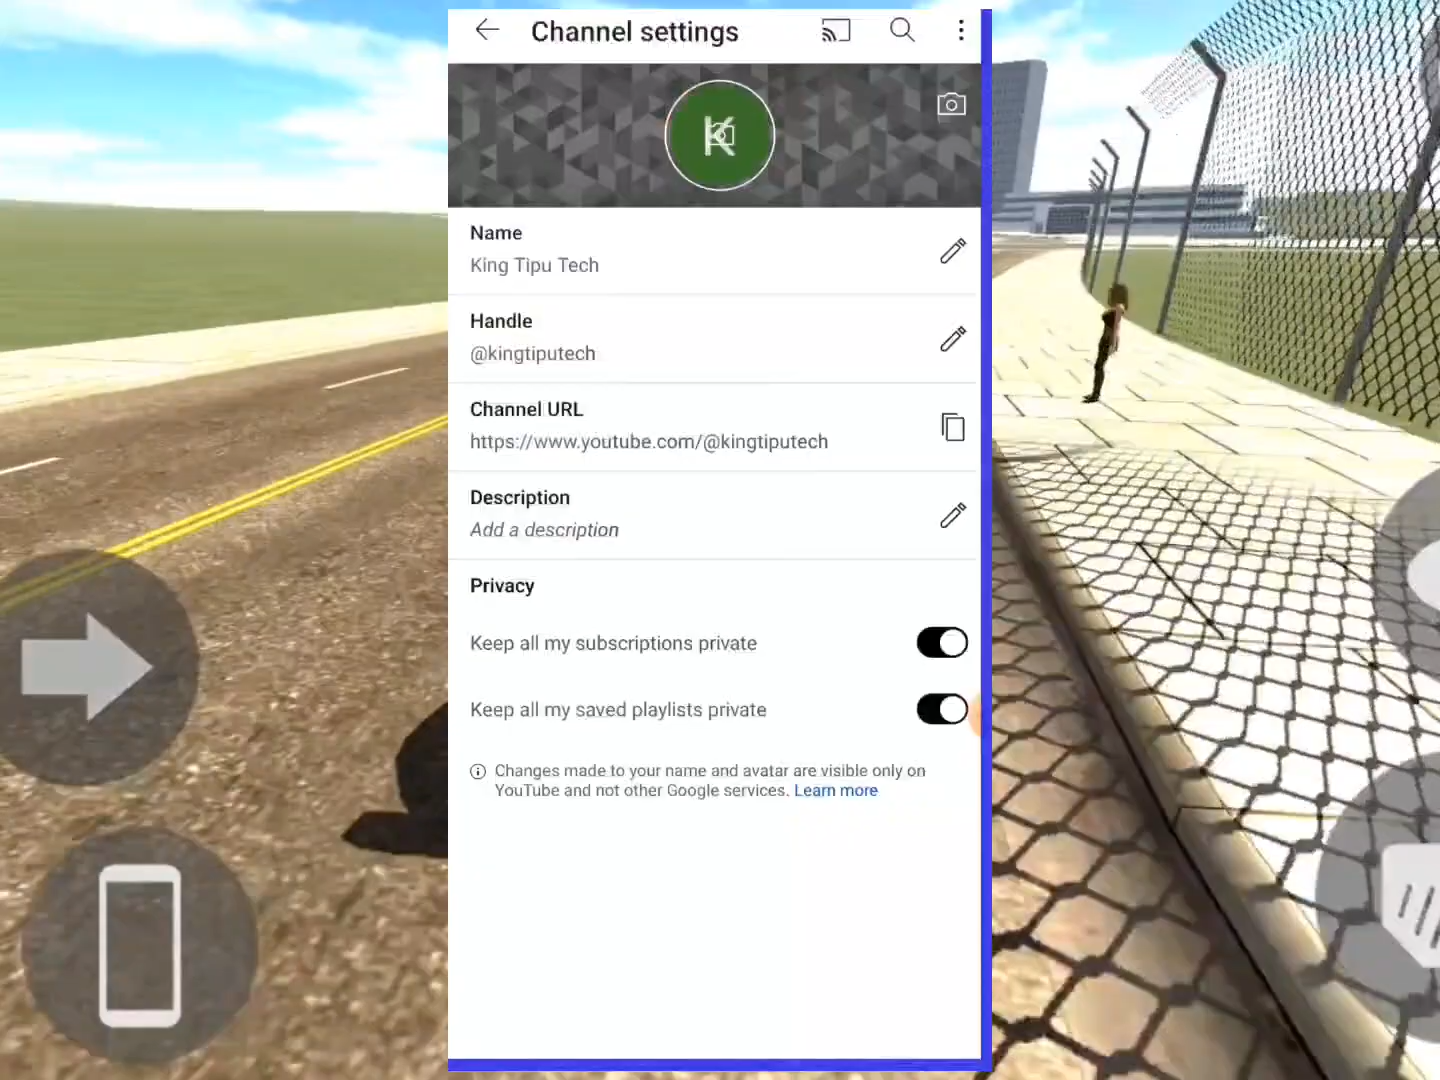 Channel settings
K
Name
King Tipu Tech
Handle
@kingtiputech
Channel URL
https://www.youtube.com/@kingtiputech
Description
Add a description
Privacy
Keep all my subscriptions private
Keep all my saved playlists private
Changes made to your name and avatar are visible only on
YouTube and not other Google services. Learn more